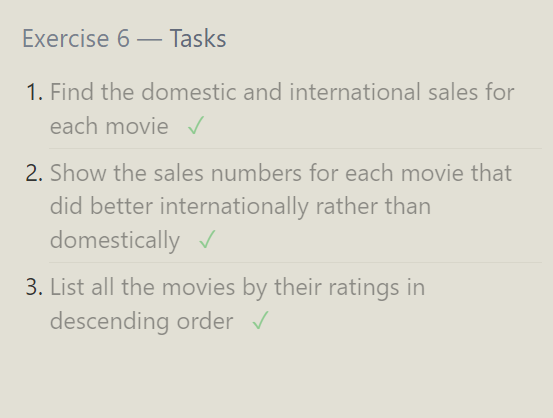 Exercise 6 — Tasks
1. Find the domestic and international sales for
each movie ✓
2. Show the sales numbers for each movie that
did better internationally rather than
domestically ✓
3. List all the movies by their ratings in
descending order ✓